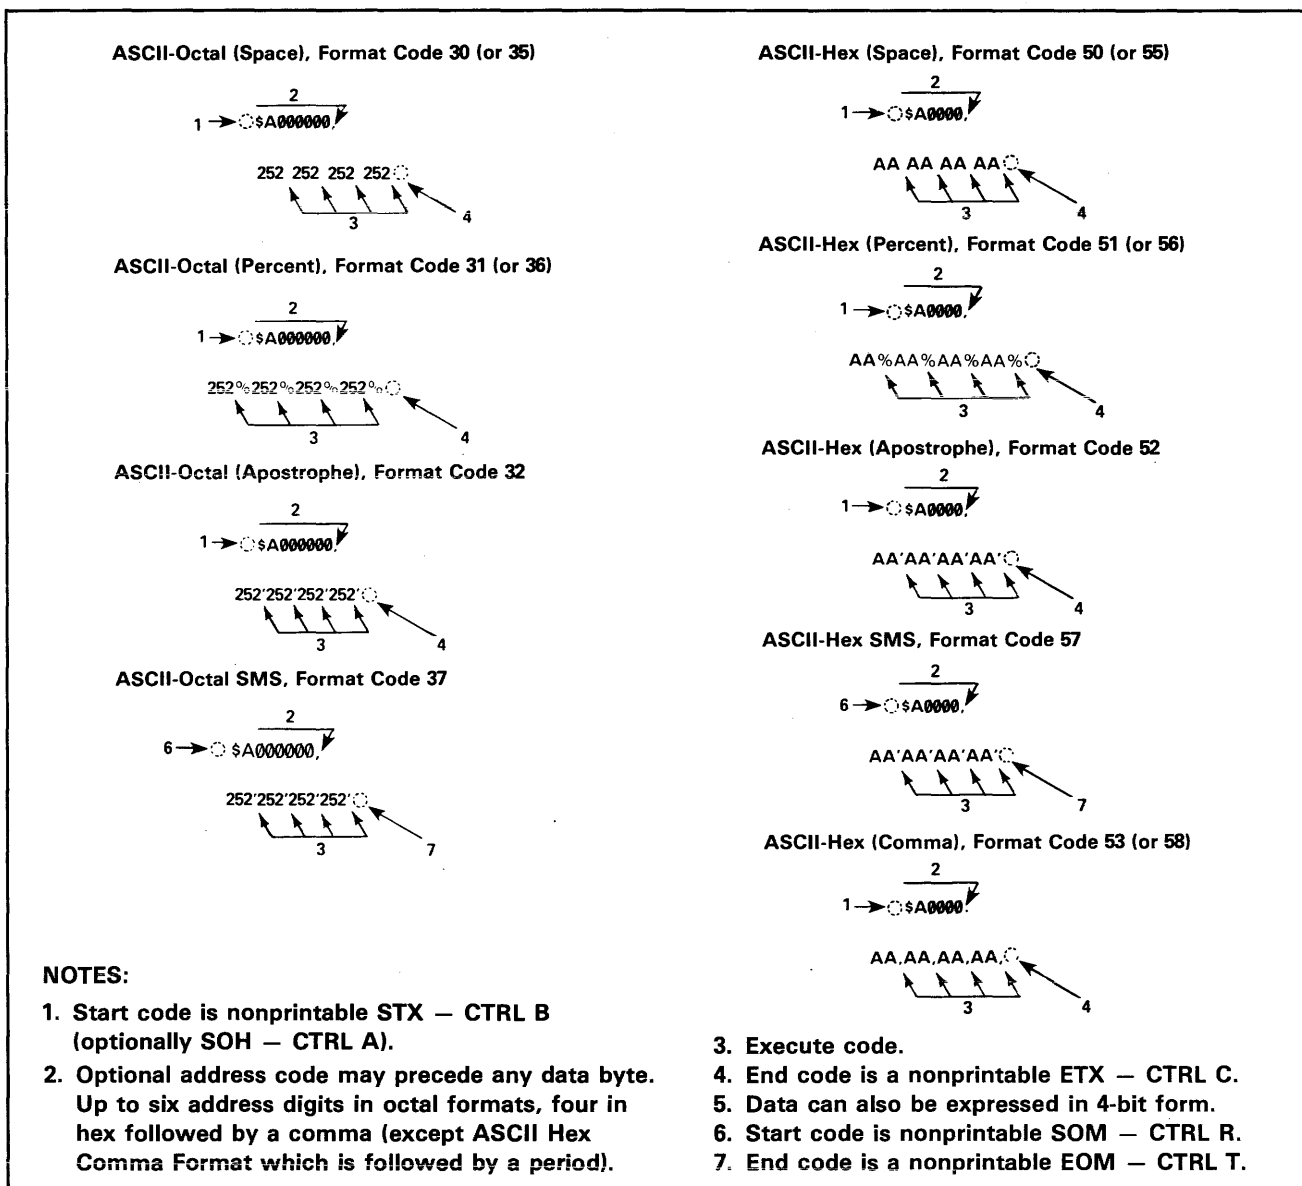 ASCII-Octal (Space), Format Code 30 (or 35)
2
1 $A000000,
252 252 252 252
3
4
ASCII-Octal (Percent), Format Code 31 (or 36)
2
1 $A000000,
252%252%252%252%
3
4
ASCII-Octal (Apostrophe), Format Code 32
2
1 $A000000,
252'252'252'252'
3
4
ASCII-Octal SMS, Format Code 37
2
6 $A000000,
252'252'252'252'
3
7
ASCII-Hex (Space), Format Code 50 (or 55)
2
1 $A0000,
AA AA AA AA
3
4
ASCII-Hex (Percent), Format Code 51 (or 56)
2
1 $A0000,
AA%AA%AA%AA%
3
4
ASCII-Hex (Apostrophe), Format Code 52
2
1 $A0000,
AA'AA'AA'AA'
3
4
ASCII-Hex SMS, Format Code 57
2
6 $A0000,
AA'AA'AA'AA'
3
7
ASCII-Hex (Comma), Format Code 53 (or 58)
2
1 $A0000.
AA,AA,AA,AA,
3
4
NOTES:
1. Start code is nonprintable STX — CTRL B
(optionally SOH — CTRL A).
2. Optional address code may precede any data byte.
Up to six address digits in octal formats, four in
hex followed by a comma (except ASCII Hex
Comma Format which is followed by a period).
3. Execute code.
4. End code is a nonprintable ETX — CTRL C.
5. Data can also be expressed in 4-bit form.
6. Start code is nonprintable SOM — CTRL R.
7. End code is a nonprintable EOM — CTRL T.